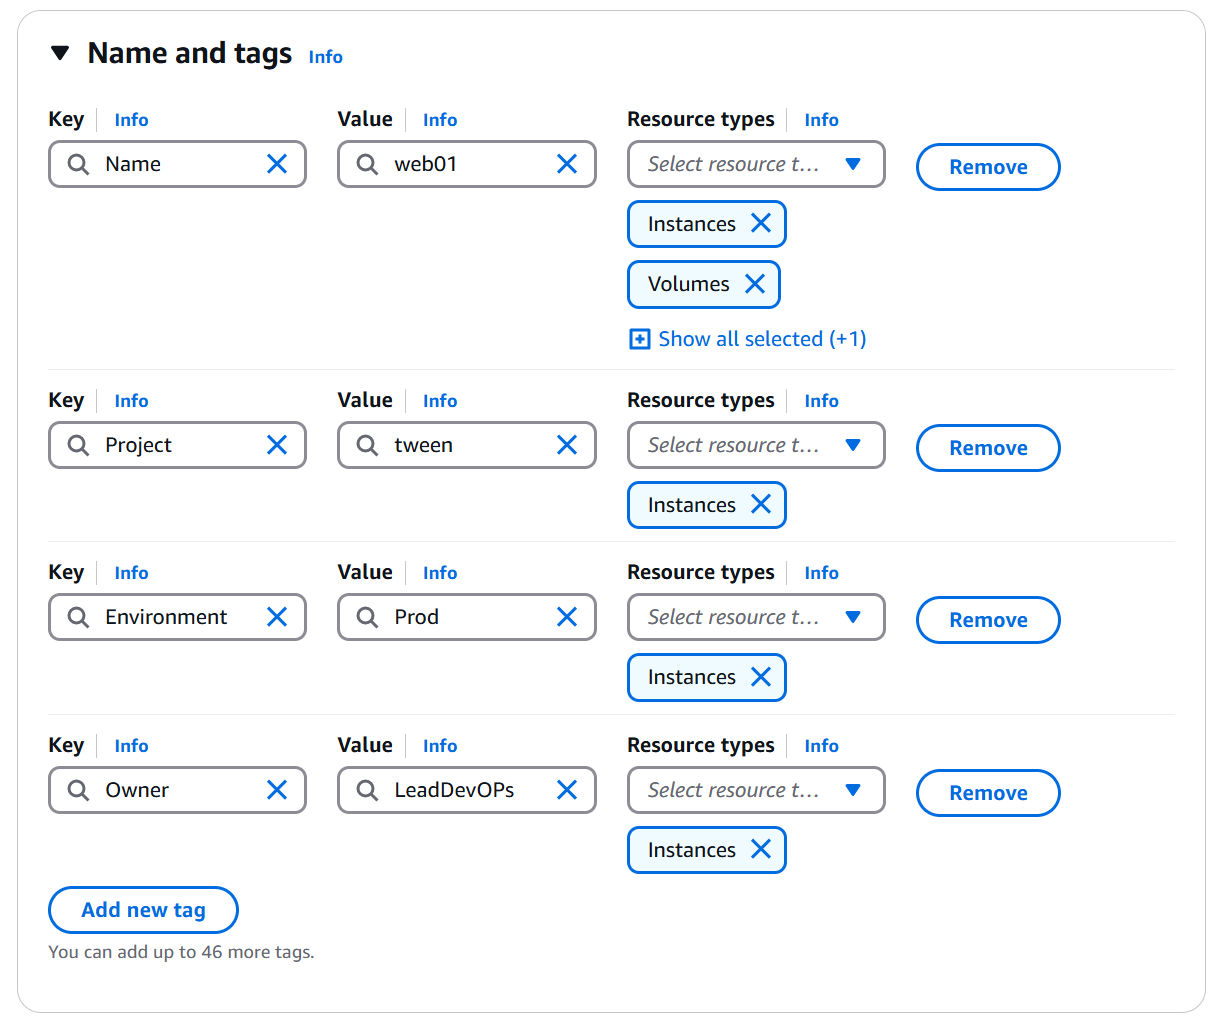 Name and tags Info
Key Info Value Info Resource types Info
Name web01 Select resource t... Remove
Instances
Volumes
Show all selected (+1)
Key Info Value Info Resource types Info
Project tween Select resource t... Remove
Instances
Key Info Value Info Resource types Info
Environment Prod Select resource t... Remove
Instances
Key Info Value Info Resource types Info
Owner LeadDevOPs Select resource t... Remove
Instances
Add new tag
You can add up to 46 more tags.